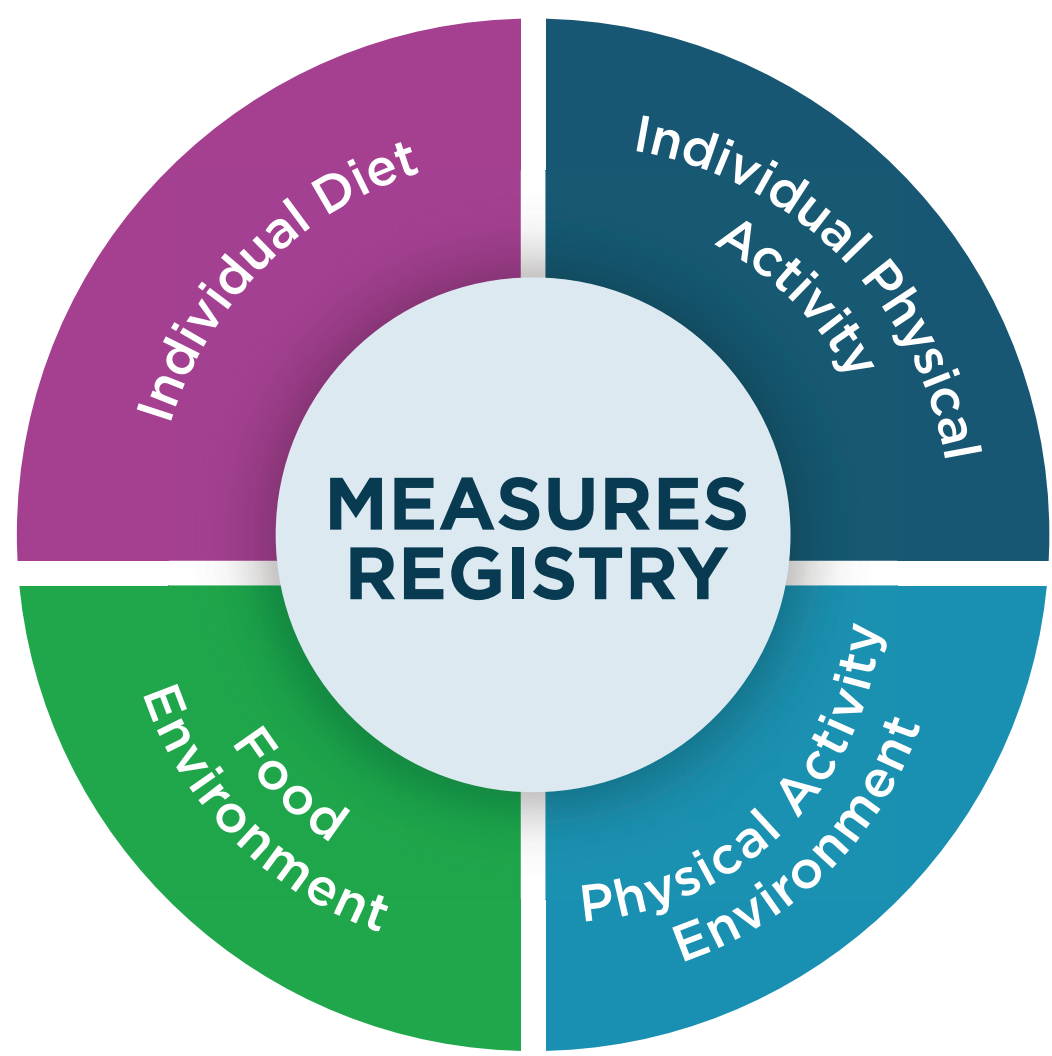 Individual Diet
Individual Physical
Activity
MEASURES
REGISTRY
Food
Environment
Physical Activity
Environment